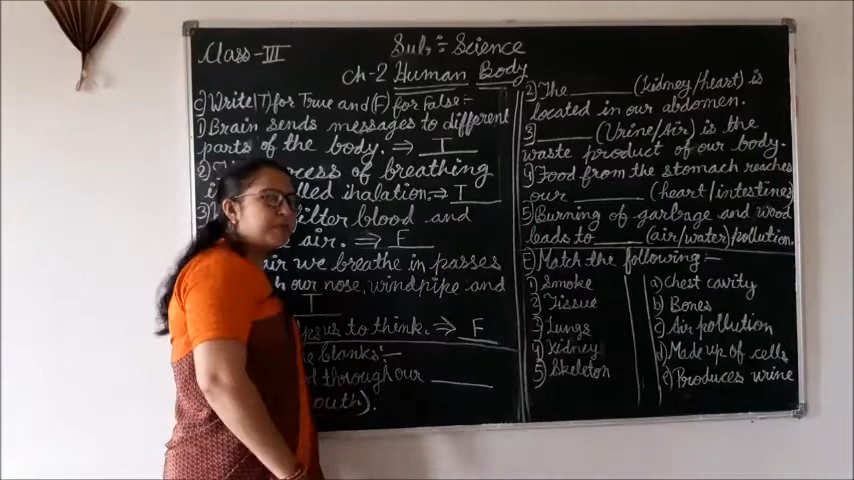 Class - III
Sub :- Science
Ch-2 Human Body
C) Write (T) for True and (F) for False :-
1) Brain sends messages to different
parts of the body. ⇒ T
2) process of breathing
is called inhalation. ⇒ T
3) filter blood and
air. ⇒ F
air we breathe in passes
our nose, windpipe and
T
us to think. → F
blanks :-
through our ______
mouth)
2) The ______ (kidney/heart) is
located in our abdomen.
3) ______ (Urine/Air) is the
waste product of our body.
4) Food from the stomach reaches
our ______ (heart/intestines)
5) Burning of garbage and wood
leads to ______ (air/water) pollution.
E) Match the following :-
1) Smoke a) Chest cavity
2) Tissue b) Bones
3) Lungs c) Air pollution
4) Kidney d) Made up of cells
5) Skeleton e) Produces urine